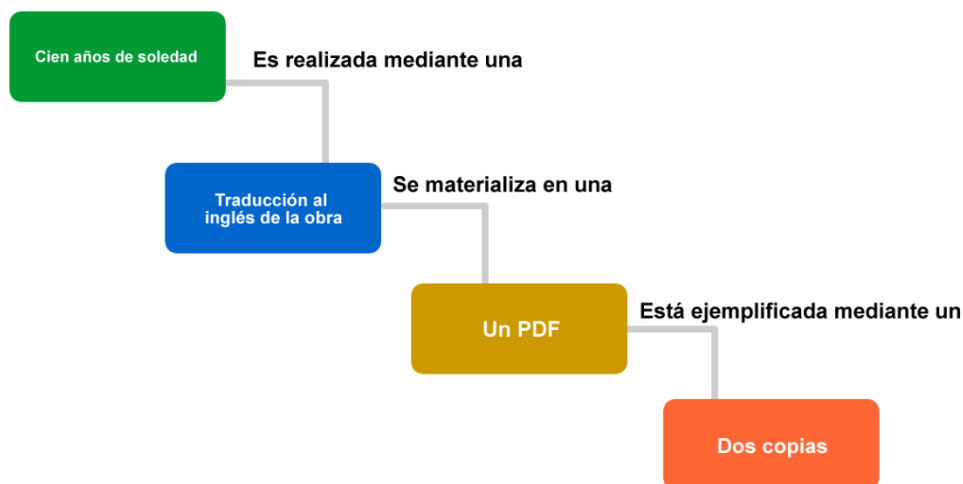 Cien años de soledad
Es realizada mediante una
Traducción al
inglés de la obra
Se materializa en una
Un PDF
Está ejemplificada mediante un
Dos copias